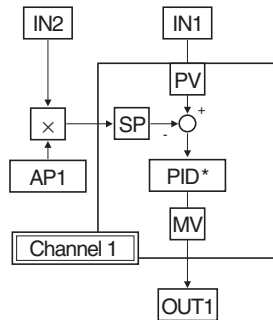 IN2
IN1
PV
+
×
SP
-
AP1
PID*
MV
Channel 1
OUT1